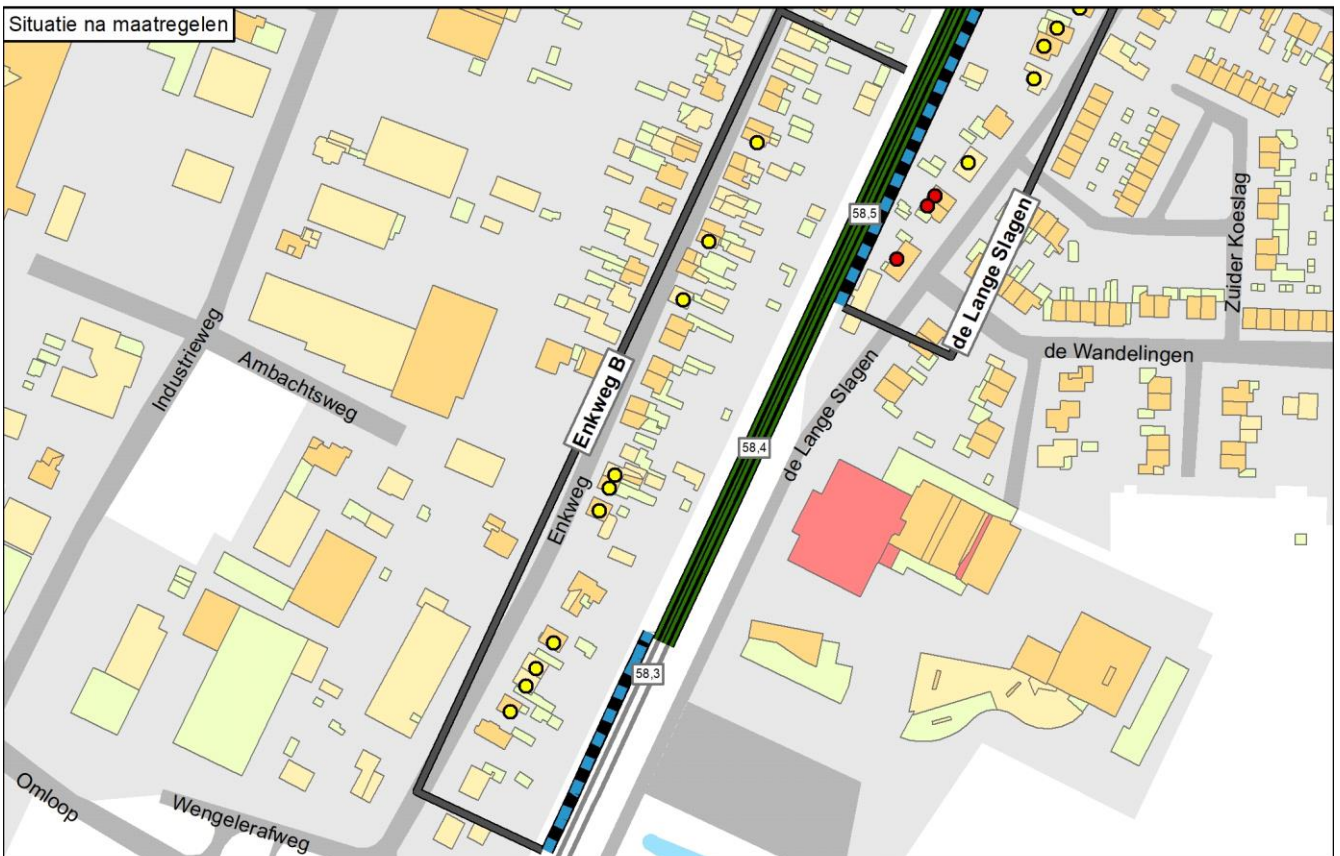 Situatie na maatregelen
58,5
Zuider Koeslag
de Lange Slagen
de Wandelingen
Industrieweg
Ambachtsweg
Enkweg B
de Lange Slagen
58,4
Enkweg
58,3
Omloop
Wengelerafweg